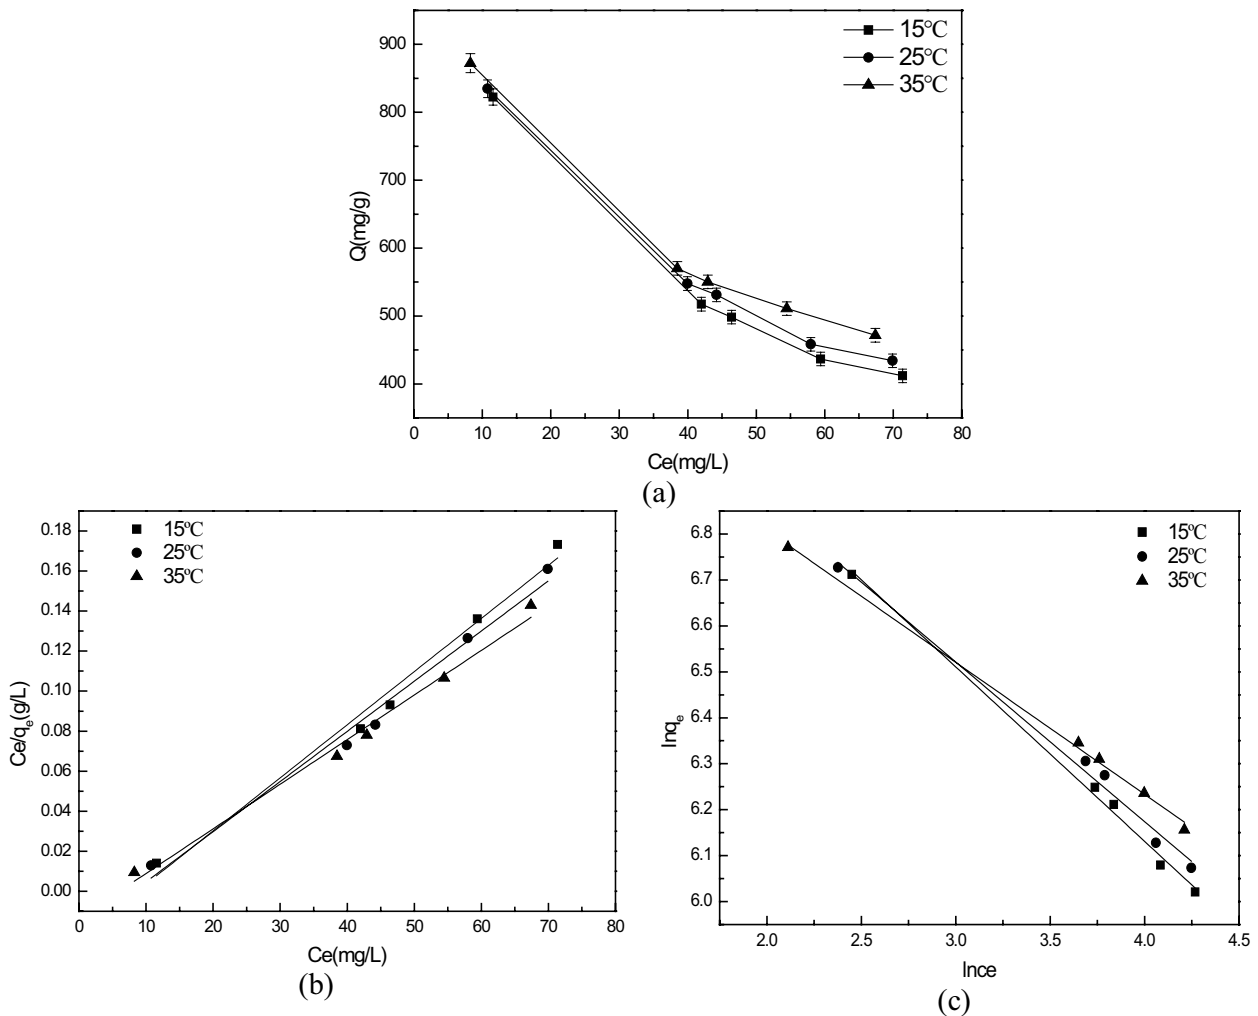 15°C
25°C
35°C
900
800
700
600
500
400
Q(mg/g)
0 10 20 30 40 50 60 70 80
Ce(mg/L)
(a)
15ºC
25ºC
35ºC
0.18
0.16
0.14
0.12
0.10
0.08
0.06
0.04
0.02
0.00
Ce/qe(g/L)
0 10 20 30 40 50 60 70 80
Ce(mg/L)
(b)
15ºC
25ºC
35ºC
6.8
6.7
6.6
6.5
6.4
6.3
6.2
6.1
6.0
lnqe
2.0 2.5 3.0 3.5 4.0 4.5
lnce
(c)